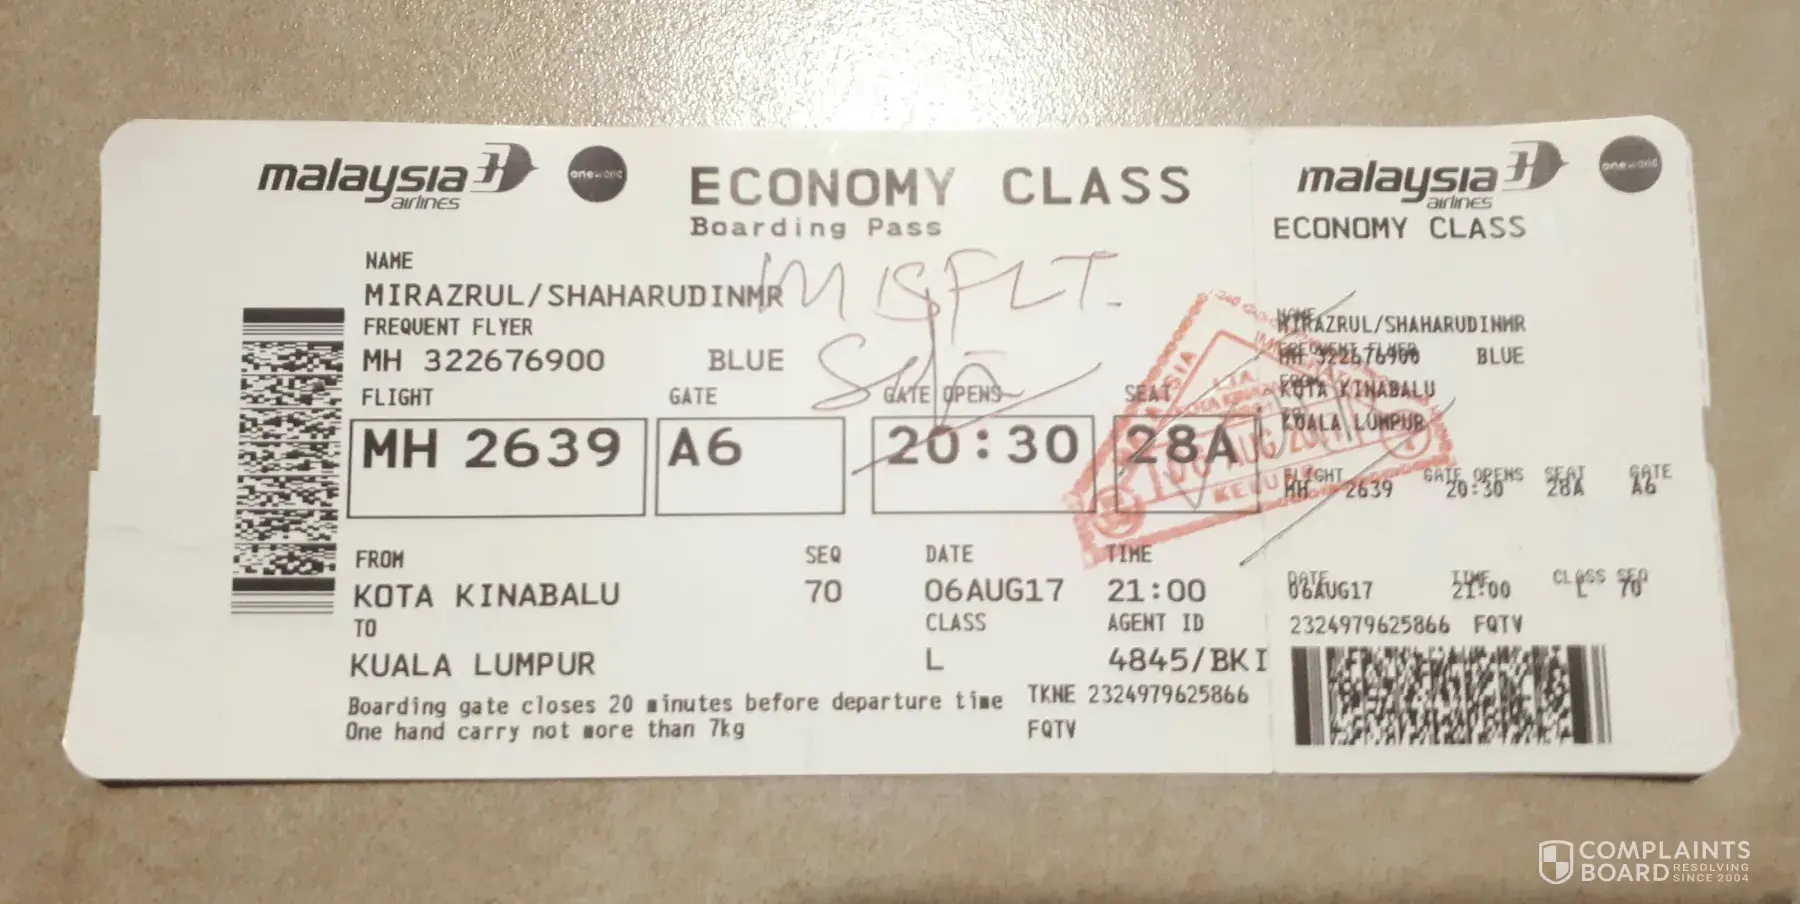 malaysia airlines oneworld
ECONOMY CLASS
Boarding Pass
NAME
MIRAZRUL/SHAHARUDINMR
MISFLT.
FREQUENT FLYER
MH 322676900 BLUE
FLIGHT GATE GATE OPENS SEAT
MH 2639 A6 20:30 28A
FROM SEQ DATE TIME
KOTA KINABALU 70 06AUG17 21:00
TO CLASS AGENT ID
KUALA LUMPUR L 4845/BKI
Boarding gate closes 20 minutes before departure time TKNE 2324979625866
One hand carry not more than 7kg FQTV
malaysia airlines oneworld
ECONOMY CLASS
NAME
MIRAZRUL/SHAHARUDINMR
FREQUENT FLYER
MH 322676900 BLUE
FROM
KOTA KINABALU
TO
KUALA LUMPUR
FLIGHT GATE OPENS SEAT GATE
MH 2639 20:30 28A A6
DATE TIME CLASS SEQ
06AUG17 21:00 L 70
2324979625866 FQTV
COMPLAINTS
BOARD RESOLVING SINCE 2004